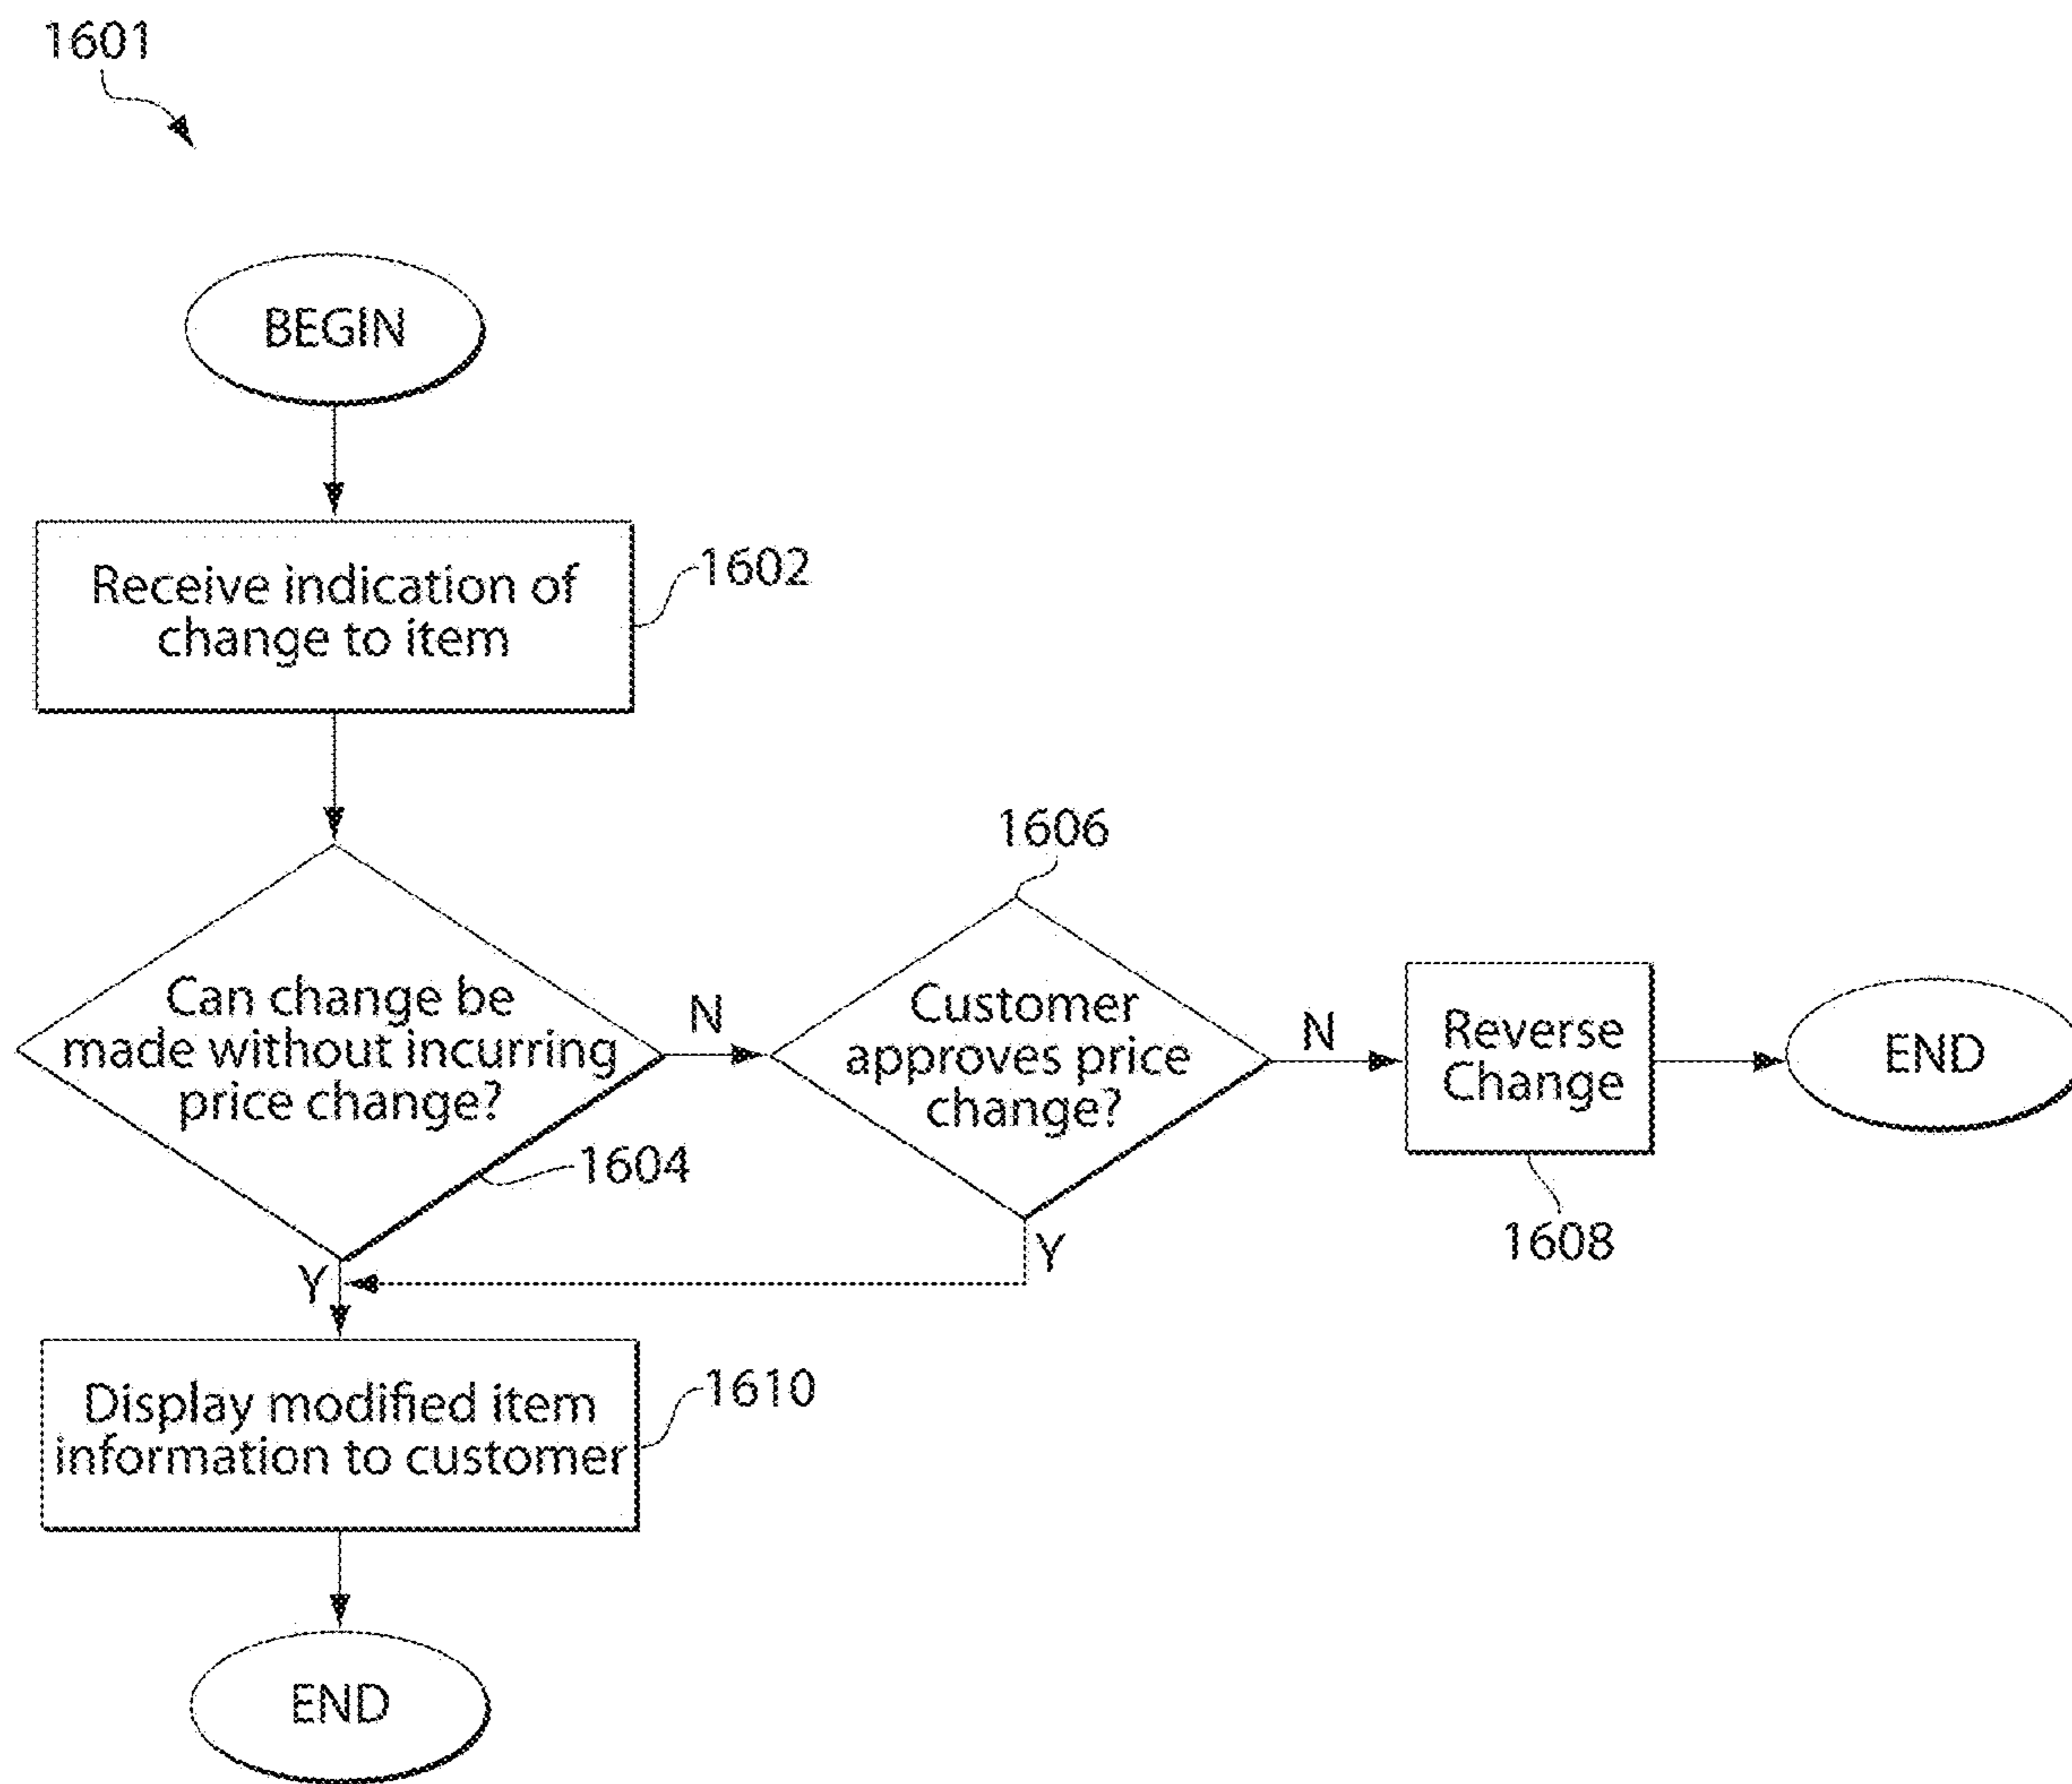 1601
BEGIN
Receive indication of
change to item
1602
Can change be
made without incurring
price change?
1604
N
1606
Customer
approves price
change?
N
Reverse
Change
1608
END
Y
Y
Display modified item
information to customer
1610
END